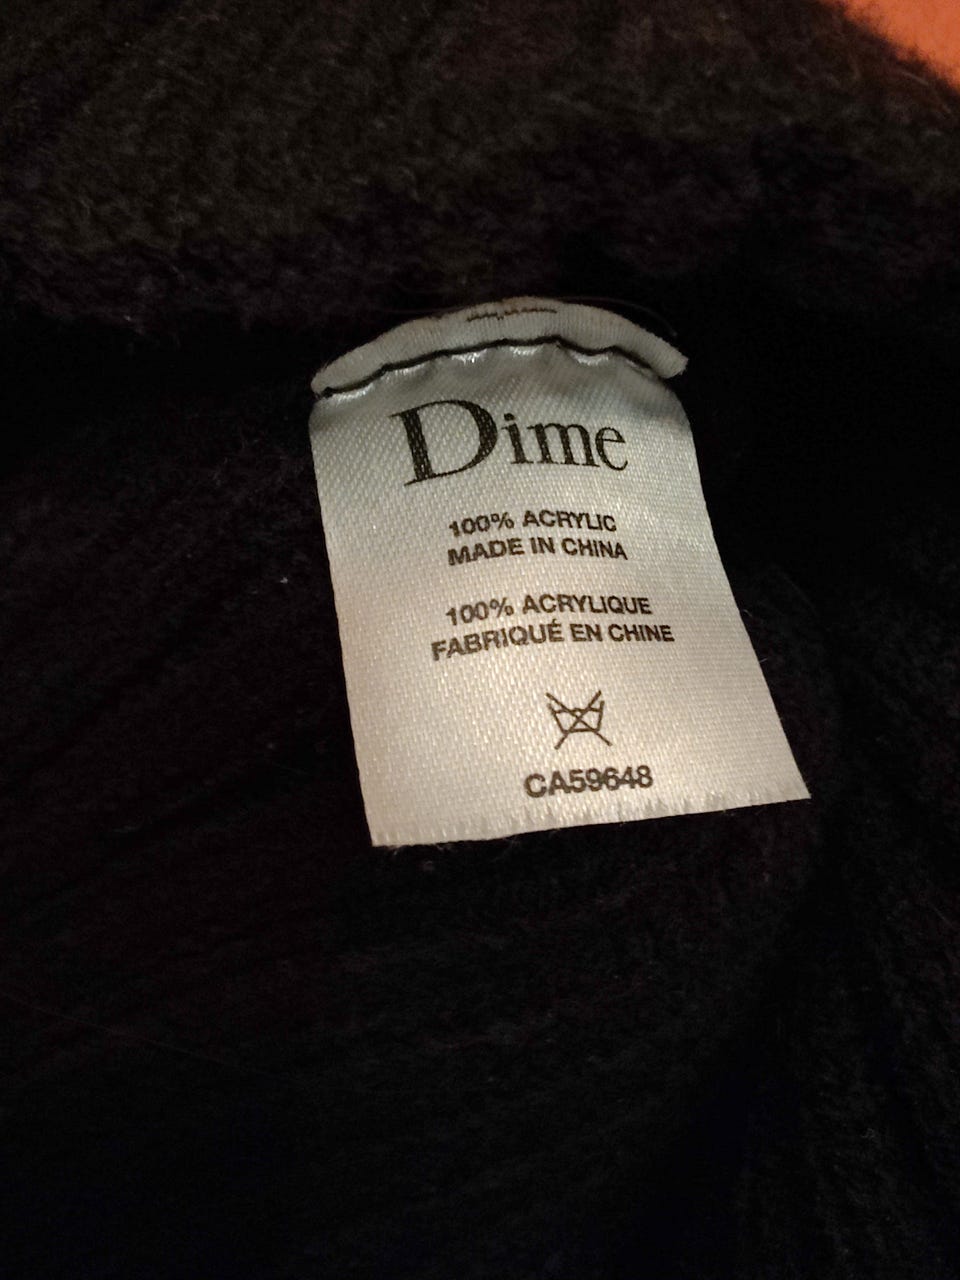 Dime
100% ACRYLIC
MADE IN CHINA
100% ACRYLIQUE
FABRIQUÉ EN CHINE
CA59648